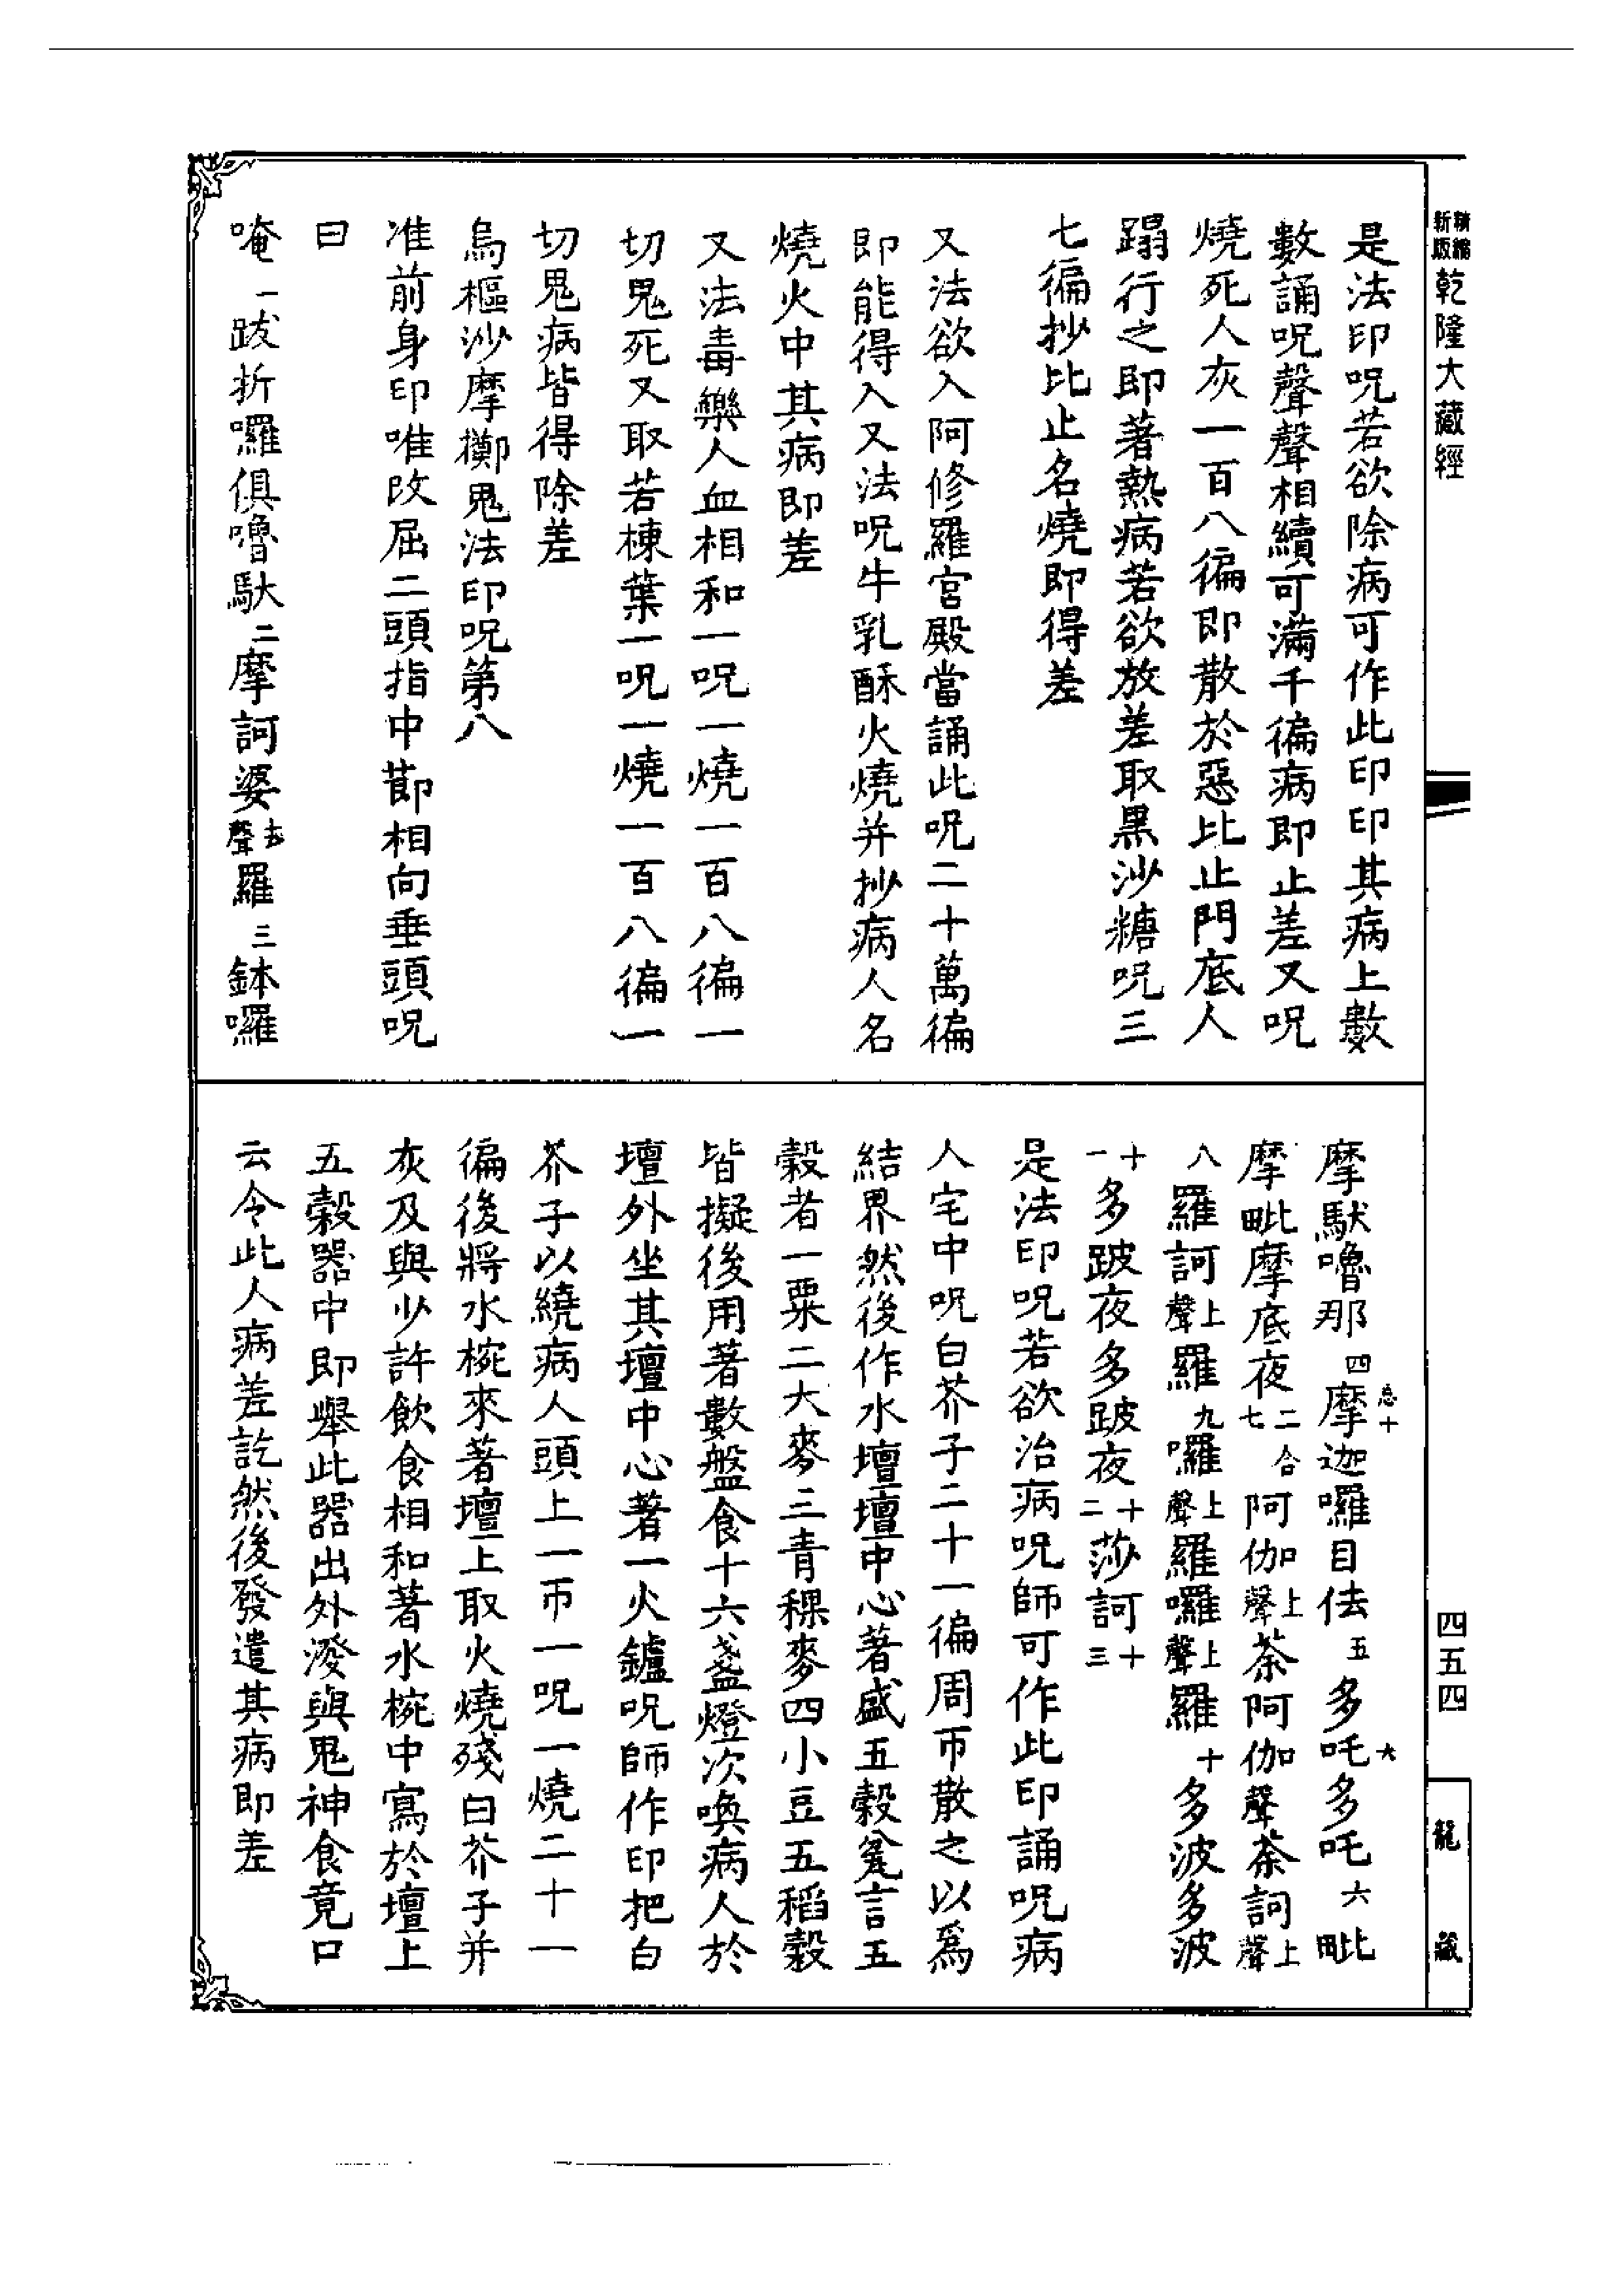 精縮新版乾隆大藏經
是法印呪若欲除病可作此印印其病上數
數誦呪聲聲相續可滿千徧病即止差又呪
燒死人灰一百八徧即散於惡比止門底人
蹋行之即著熱病若欲放差取黑沙糖呪三
七徧抄比止名燒即得差
又法欲入阿修羅宮殿當誦此呪二十萬徧
即能得入又法呪牛乳酥火燒并抄病人名
燒火中其病即差
又法毒藥人血相和一呪一燒一百八徧一
切鬼死又取苦楝葉一呪一燒一百八徧一
切鬼病皆得除差
烏樞沙摩擲鬼法印呪第八
准前身印唯改屈二頭指中節相向垂頭呪
曰
唵一跋折囉俱嚕馱二摩訶婆去聲羅三鉢囉
摩馱嚕那四摩迦囉目佉五多吒多吒六毗
摩毗摩底夜二合七阿伽上聲荼阿伽聲荼訶上聲
八羅訶上聲羅九囉上聲羅囉上聲羅十多波多波
十一多跛夜多跛夜十二莎訶十三
是法印呪若欲治病呪師可作此印誦呪病
人宅中呪白芥子二十一徧周帀散之以為
結界然後作水壇壇中心著盛五穀瓮言五
穀者一粟二大麥三青稞麥四小豆五稻穀
皆擬後用著數盤食十六盞燈次喚病人於
壇外坐其壇中心著一火鑪呪師作印把白
芥子以繞病人頭上一帀一呪一燒二十一
徧後將水椀來著壇上取火燒殘白芥子并
灰及與少許飲食相和著水椀中寫於壇上
五穀器中即舉此器出外潑與鬼神食竟口
云令此人病差訖然後發遣其病即差
四五四
龍藏